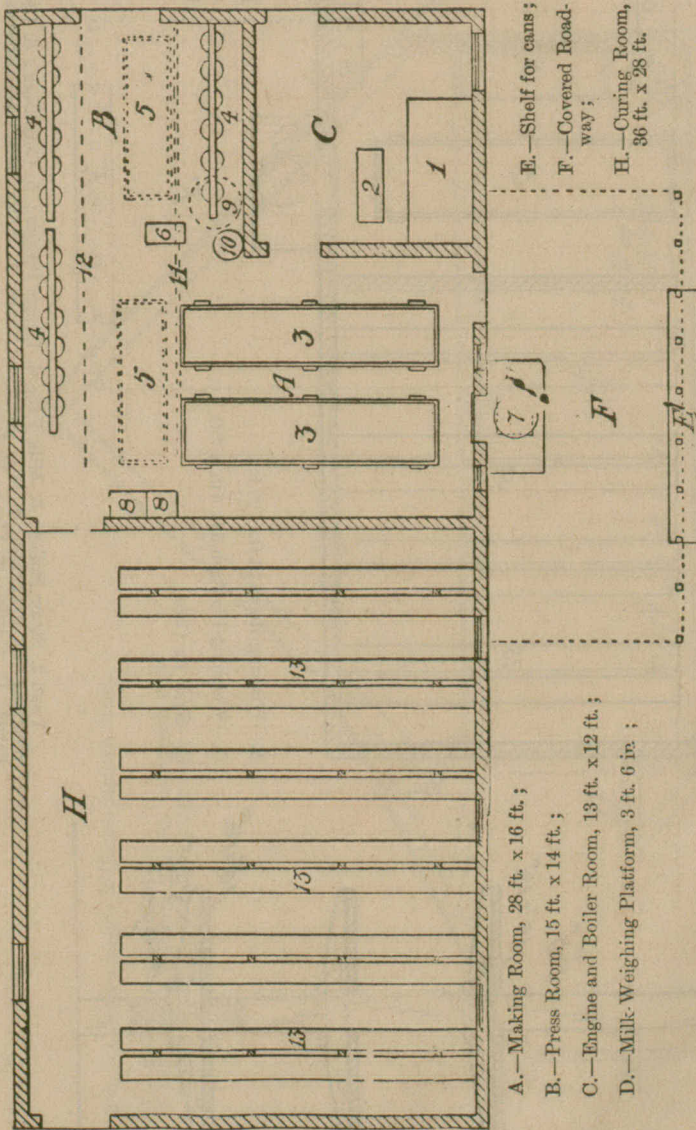 4
4
12
B
5
5
6
4
9
10
11
C
2
1
3
3
A
8
8
7
F
E
H
13
13
13
A.—Making Room, 28 ft. x 16 ft.;
B.—Press Room, 15 ft. x 14 ft.;
C.—Engine and Boiler Room, 13 ft. x 12 ft.;
D.—Milk-Weighing Platform, 3 ft. 6 in.;
E.—Shelf for cans;
F.—Covered Road-
way;
H.—Curing Room,
36 ft. x 28 ft.